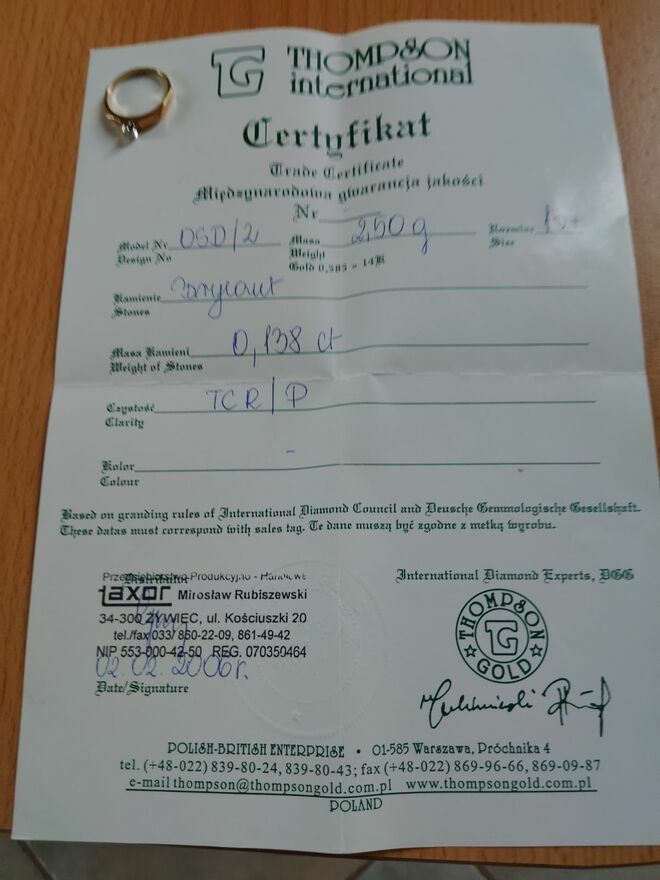 TG THOMPSON
international
Certyfikat
Trade Certificate
Międzynarodowa gwarancja jakości
Nr
Model Nr OSD/2 Masa 2,50 g Rozmiar
Design No Weight Size
Gold 0,585 = 14K
Kamienie Brylant
Stones
Masa Kamieni 0,138 ct
Weight of Stones
Czystość TCR/P
Clarity
Kolor -
Colour
Based on granding rules of International Diamond Council and Deusche Gemmologische Gesellshaft.
These datas must correspond with sales tag. Te dane muszą być zgodne z metką wyrobu.
Distributor International Diamond Experts, DGG
Przedsiębiorstwo Produkcyjno - Handlowe
taxor Mirosław Rubiszewski
34-300 ŻYWIEC, ul. Kościuszki 20
tel./fax 033/ 860-22-09, 861-49-42
NIP 553-000-42-50 REG. 070350464
02.02.2006r.
Date/Signature
THOMPSON
TG
GOLD
POLISH-BRITISH ENTERPRISE • 01-585 Warszawa, Próchnika 4
tel. (+48-022) 839-80-24, 839-80-43; fax (+48-022) 869-96-66, 869-09-87
e-mail thompson@thompsongold.com.pl www.thompsongold.com.pl
POLAND